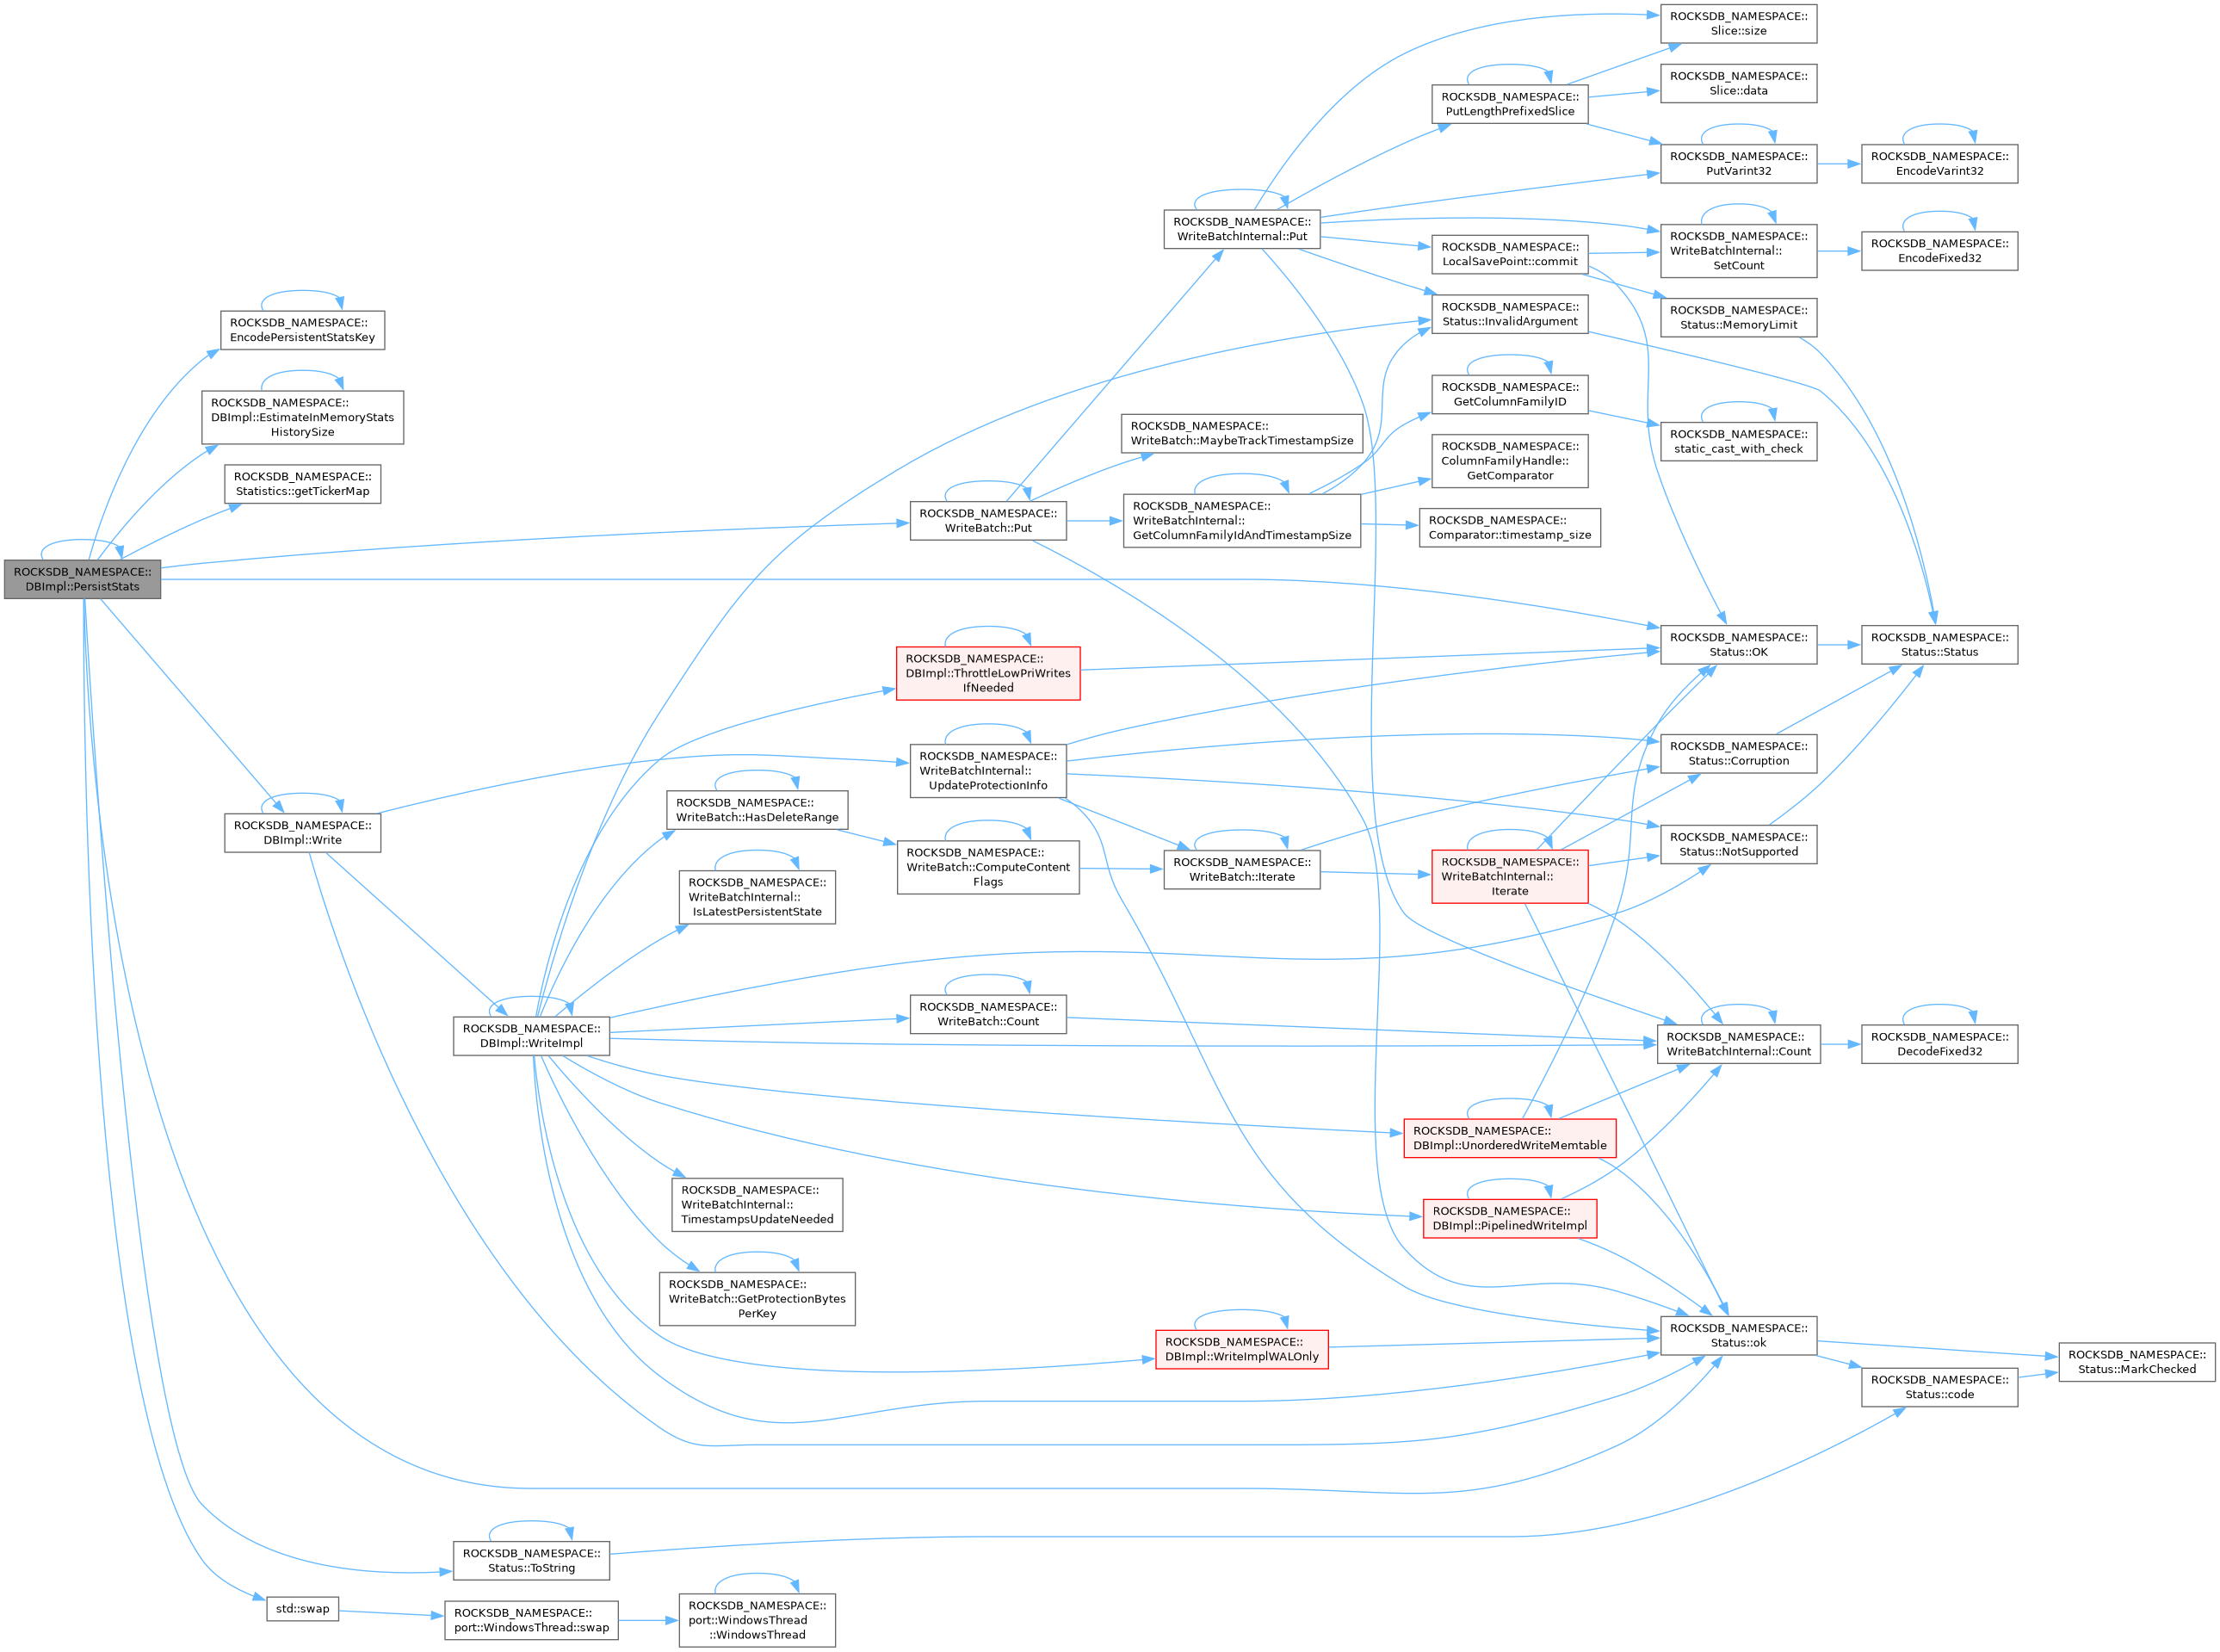 ROCKSDB_NAMESPACE::
DBImpl::PersistStats
ROCKSDB_NAMESPACE::
EncodePersistentStatsKey
ROCKSDB_NAMESPACE::
DBImpl::EstimateInMemoryStats
HistorySize
ROCKSDB_NAMESPACE::
Statistics::getTickerMap
ROCKSDB_NAMESPACE::
DBImpl::Write
std::swap
ROCKSDB_NAMESPACE::
DBImpl::WriteImpl
ROCKSDB_NAMESPACE::
Status::ToString
ROCKSDB_NAMESPACE::
port::WindowsThread::swap
ROCKSDB_NAMESPACE::
WriteBatch::HasDeleteRange
ROCKSDB_NAMESPACE::
WriteBatchInternal::
IsLatestPersistentState
ROCKSDB_NAMESPACE::
WriteBatchInternal::
TimestampsUpdateNeeded
ROCKSDB_NAMESPACE::
WriteBatch::GetProtectionBytes
PerKey
ROCKSDB_NAMESPACE::
port::WindowsThread
::WindowsThread
ROCKSDB_NAMESPACE::
WriteBatch::Put
ROCKSDB_NAMESPACE::
DBImpl::ThrottleLowPriWrites
IfNeeded
ROCKSDB_NAMESPACE::
WriteBatchInternal::
UpdateProtectionInfo
ROCKSDB_NAMESPACE::
WriteBatch::ComputeContent
Flags
ROCKSDB_NAMESPACE::
WriteBatch::Count
ROCKSDB_NAMESPACE::
WriteBatchInternal::Put
ROCKSDB_NAMESPACE::
WriteBatch::MaybeTrackTimestampSize
ROCKSDB_NAMESPACE::
WriteBatchInternal::
GetColumnFamilyIdAndTimestampSize
ROCKSDB_NAMESPACE::
WriteBatch::Iterate
ROCKSDB_NAMESPACE::
DBImpl::WriteImplWALOnly
ROCKSDB_NAMESPACE::
PutLengthPrefixedSlice
ROCKSDB_NAMESPACE::
LocalSavePoint::commit
ROCKSDB_NAMESPACE::
Status::InvalidArgument
ROCKSDB_NAMESPACE::
GetColumnFamilyID
ROCKSDB_NAMESPACE::
ColumnFamilyHandle::
GetComparator
ROCKSDB_NAMESPACE::
Comparator::timestamp_size
ROCKSDB_NAMESPACE::
WriteBatchInternal::
Iterate
ROCKSDB_NAMESPACE::
DBImpl::UnorderedWriteMemtable
ROCKSDB_NAMESPACE::
DBImpl::PipelinedWriteImpl
ROCKSDB_NAMESPACE::
Slice::size
ROCKSDB_NAMESPACE::
Slice::data
ROCKSDB_NAMESPACE::
PutVarint32
ROCKSDB_NAMESPACE::
WriteBatchInternal::
SetCount
ROCKSDB_NAMESPACE::
Status::MemoryLimit
ROCKSDB_NAMESPACE::
static_cast_with_check
ROCKSDB_NAMESPACE::
Status::OK
ROCKSDB_NAMESPACE::
Status::Corruption
ROCKSDB_NAMESPACE::
Status::NotSupported
ROCKSDB_NAMESPACE::
WriteBatchInternal::Count
ROCKSDB_NAMESPACE::
Status::ok
ROCKSDB_NAMESPACE::
EncodeVarint32
ROCKSDB_NAMESPACE::
EncodeFixed32
ROCKSDB_NAMESPACE::
Status::Status
ROCKSDB_NAMESPACE::
DecodeFixed32
ROCKSDB_NAMESPACE::
Status::code
ROCKSDB_NAMESPACE::
Status::MarkChecked